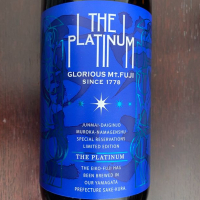 THE
PLATINUM
GLORIOUS MT.FUJI
SINCE 1778
JUNMAI-DAIGINJO
MUROKA-NAMAGENSHU
SPECIAL RESERVATIONS
LIMITED EDITION
THE PLATINUM
THE EIKO-FUJI HAS
BEEN BREWED IN
OUR YAMAGATA
PREFECTURE SAKE-KURA